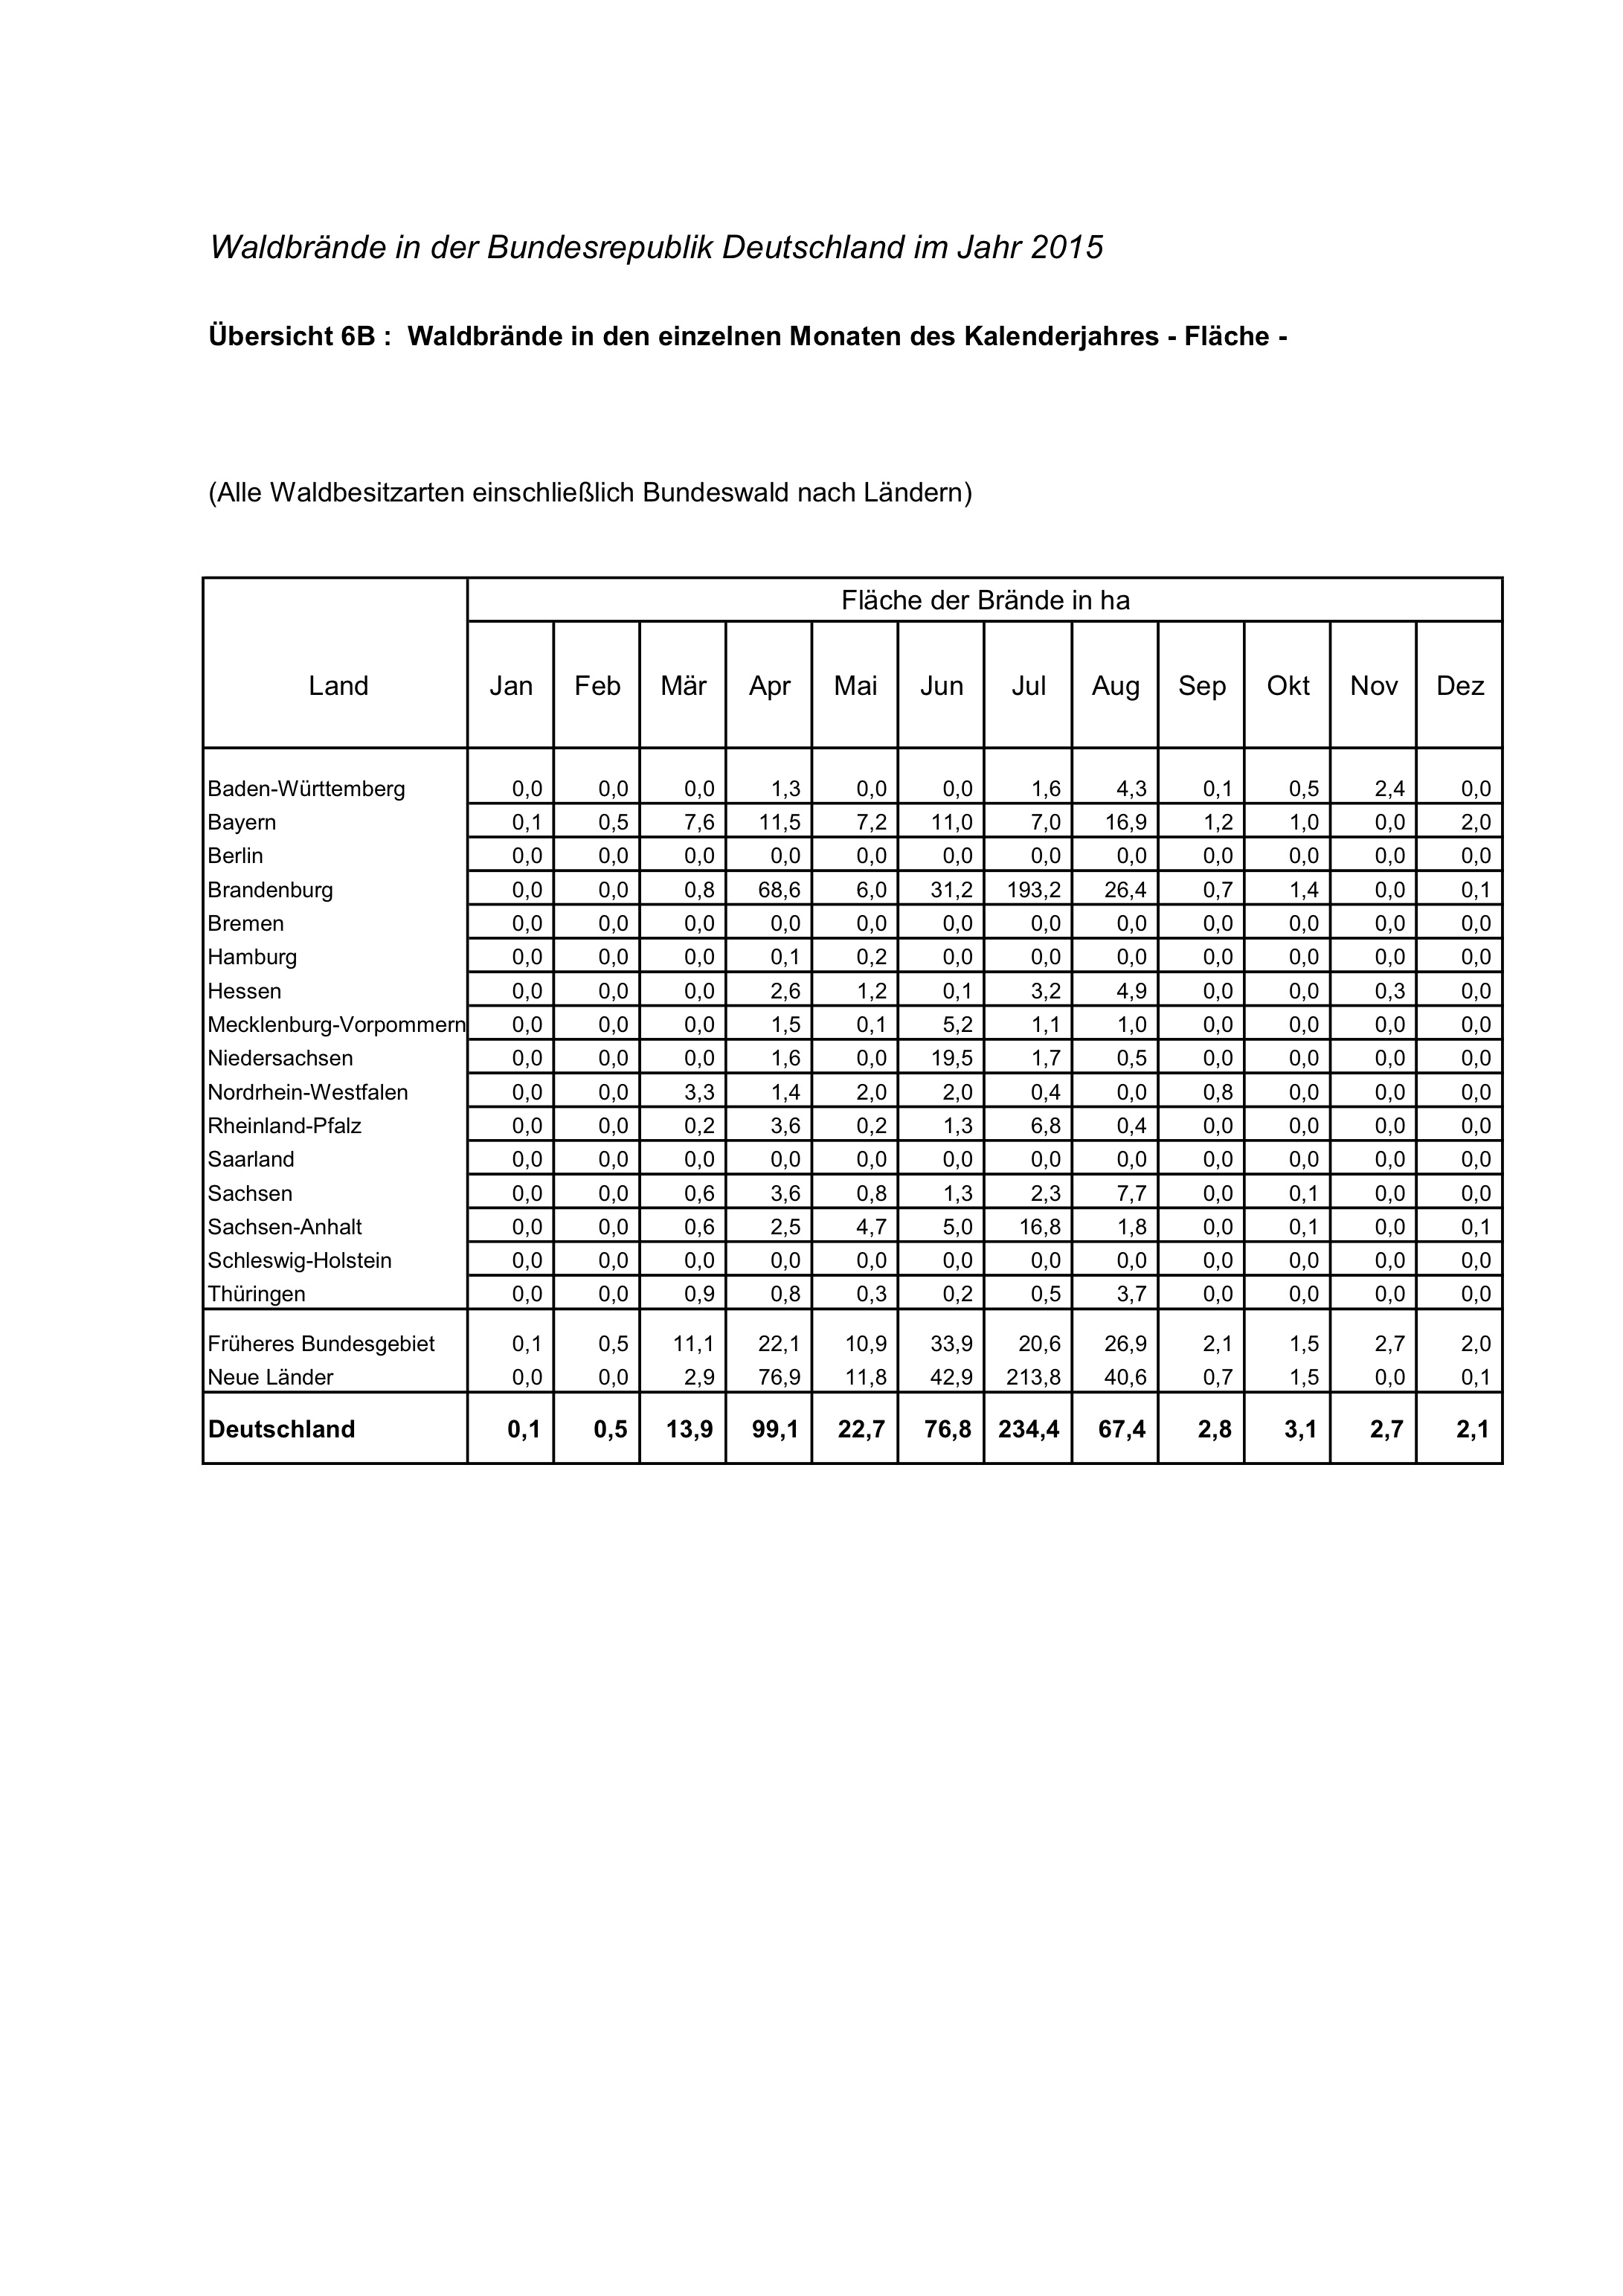 Waldbrände in der Bundesrepublik Deutschland im Jahr 2015
Übersicht 6B : Waldbrände in den einzelnen Monaten des Kalenderjahres - Fläche -
(Alle Waldbesitzarten einschließlich Bundeswald nach Ländern)
Fläche der Brände in ha
Land Jan Feb Mär Apr Mai Jun Jul Aug Sep Okt Nov Dez
Baden-Württemberg 0,0 0,0 0,0 1,3 0,0 0,0 1,6 4,3 0,1 0,5 2,4 0,0
Bayern 0,1 0,5 7,6 11,5 7,2 11,0 7,0 16,9 1,2 1,0 0,0 2,0
Berlin 0,0 0,0 0,0 0,0 0,0 0,0 0,0 0,0 0,0 0,0 0,0 0,0
Brandenburg 0,0 0,0 0,8 68,6 6,0 31,2 193,2 26,4 0,7 1,4 0,0 0,1
Bremen 0,0 0,0 0,0 0,0 0,0 0,0 0,0 0,0 0,0 0,0 0,0 0,0
Hamburg 0,0 0,0 0,0 0,1 0,2 0,0 0,0 0,0 0,0 0,0 0,0 0,0
Hessen 0,0 0,0 0,0 2,6 1,2 0,1 3,2 4,9 0,0 0,0 0,3 0,0
Mecklenburg-Vorpommern 0,0 0,0 0,0 1,5 0,1 5,2 1,1 1,0 0,0 0,0 0,0 0,0
Niedersachsen 0,0 0,0 0,0 1,6 0,0 19,5 1,7 0,5 0,0 0,0 0,0 0,0
Nordrhein-Westfalen 0,0 0,0 3,3 1,4 2,0 2,0 0,4 0,0 0,8 0,0 0,0 0,0
Rheinland-Pfalz 0,0 0,0 0,2 3,6 0,2 1,3 6,8 0,4 0,0 0,0 0,0 0,0
Saarland 0,0 0,0 0,0 0,0 0,0 0,0 0,0 0,0 0,0 0,0 0,0 0,0
Sachsen 0,0 0,0 0,6 3,6 0,8 1,3 2,3 7,7 0,0 0,1 0,0 0,0
Sachsen-Anhalt 0,0 0,0 0,6 2,5 4,7 5,0 16,8 1,8 0,0 0,1 0,0 0,1
Schleswig-Holstein 0,0 0,0 0,0 0,0 0,0 0,0 0,0 0,0 0,0 0,0 0,0 0,0
Thüringen 0,0 0,0 0,9 0,8 0,3 0,2 0,5 3,7 0,0 0,0 0,0 0,0
Früheres Bundesgebiet 0,1 0,5 11,1 22,1 10,9 33,9 20,6 26,9 2,1 1,5 2,7 2,0
Neue Länder 0,0 0,0 2,9 76,9 11,8 42,9 213,8 40,6 0,7 1,5 0,0 0,1
Deutschland 0,1 0,5 13,9 99,1 22,7 76,8 234,4 67,4 2,8 3,1 2,7 2,1